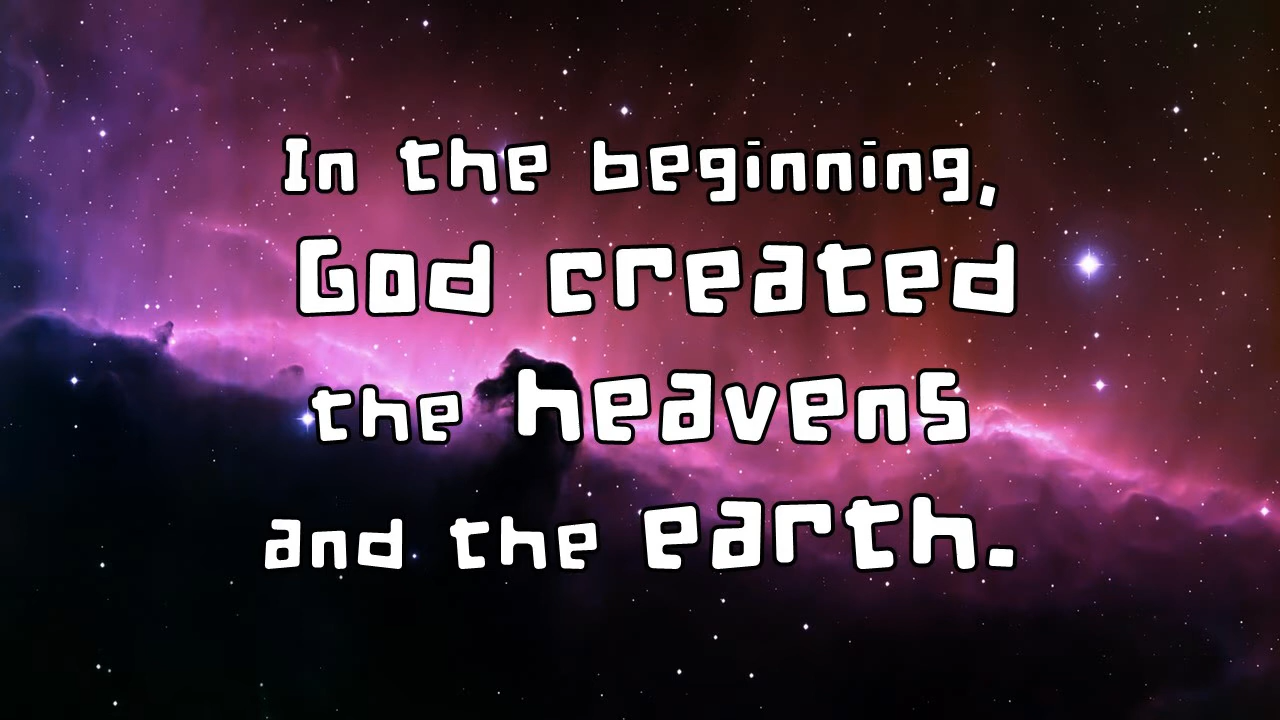 In the beginning,
God created
the heavens
and the earth.